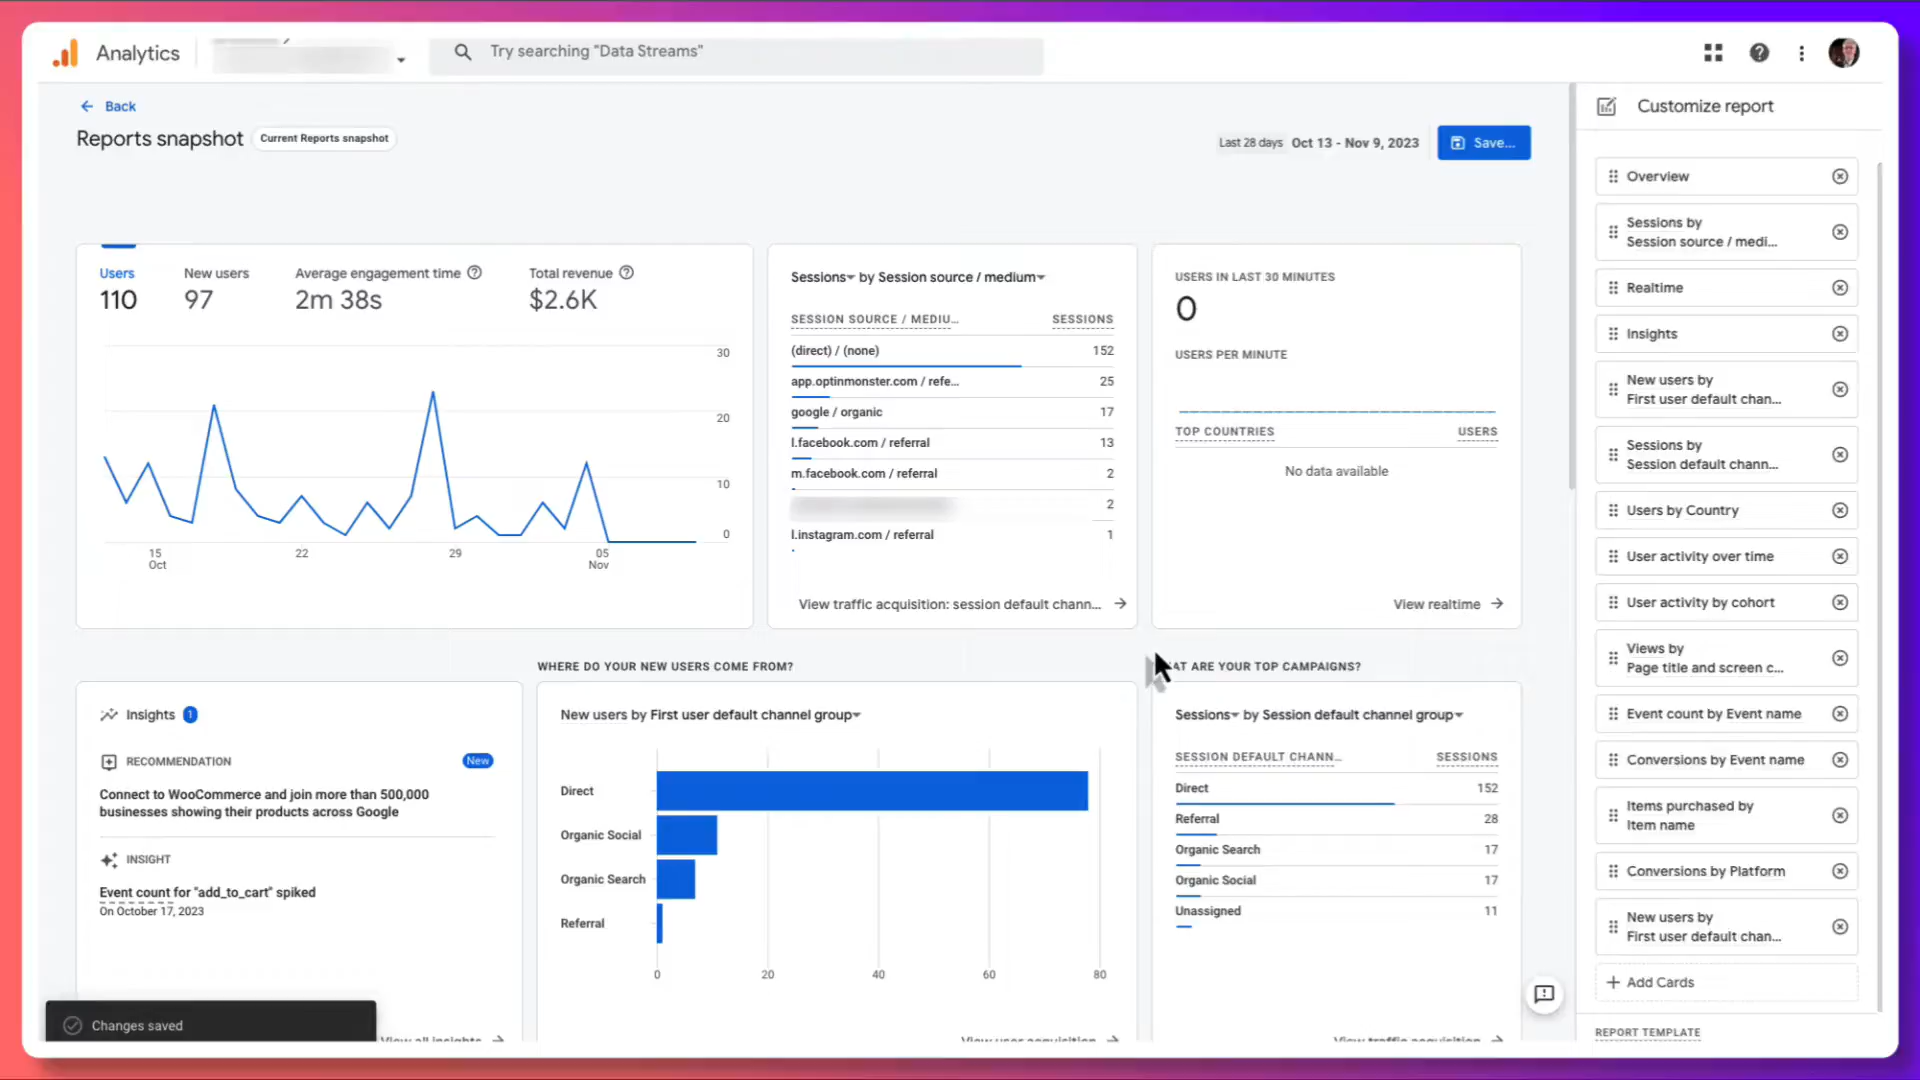 Analytics
Try searching "Data Streams"
Back
Reports snapshot
Current Reports snapshot
Last 28 days
Oct 13 - Nov 9, 2023
Save...
Users
110
New users
97
Average engagement time
2m 38s
Total revenue
$2.6K
30
20
10
0
15
Oct
22
29
05
Nov
Sessions by Session source / medium
SESSION SOURCE / MEDIU... SESSIONS
(direct) / (none) 152
app.optinmonster.com / refe... 25
google / organic 17
l.facebook.com / referral 13
m.facebook.com / referral 2
2
l.instagram.com / referral 1
View traffic acquisition: session default chann...
USERS IN LAST 30 MINUTES
0
USERS PER MINUTE
TOP COUNTRIES USERS
No data available
View realtime
Insights 1
RECOMMENDATION New
Connect to WooCommerce and join more than 500,000
businesses showing their products across Google
INSIGHT
Event count for "add_to_cart" spiked
On October 17, 2023
View all insights
Changes saved
WHERE DO YOUR NEW USERS COME FROM?
New users by First user default channel group
Direct
Organic Social
Organic Search
Referral
0 20 40 60 80
View user acquisition
AT ARE YOUR TOP CAMPAIGNS?
Sessions by Session default channel group
SESSION DEFAULT CHANN... SESSIONS
Direct 152
Referral 28
Organic Search 17
Organic Social 17
Unassigned 11
View traffic acquisition
Customize report
Overview
Sessions by
Session source / medi...
Realtime
Insights
New users by
First user default chan...
Sessions by
Session default chann...
Users by Country
User activity over time
User activity by cohort
Views by
Page title and screen c...
Event count by Event name
Conversions by Event name
Items purchased by
Item name
Conversions by Platform
New users by
First user default chan...
Add Cards
REPORT TEMPLATE